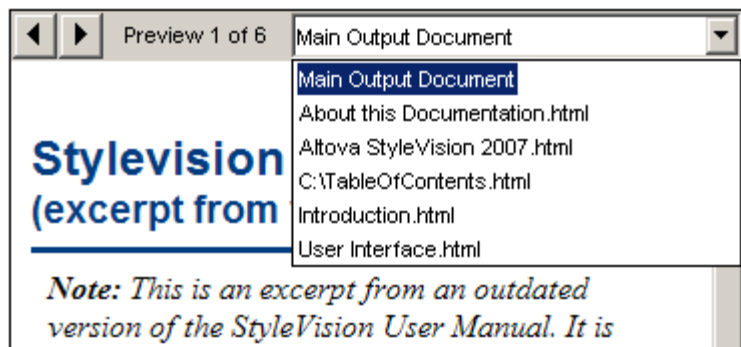 Preview 1 of 6 Main Output Document
Main Output Document
About this Documentation.html
Altova StyleVision 2007.html
C:\TableOfContents.html
Introduction.html
User Interface.html
Stylevision
(excerpt from
Note: This is an excerpt from an outdated
version of the StyleVision User Manual. It is